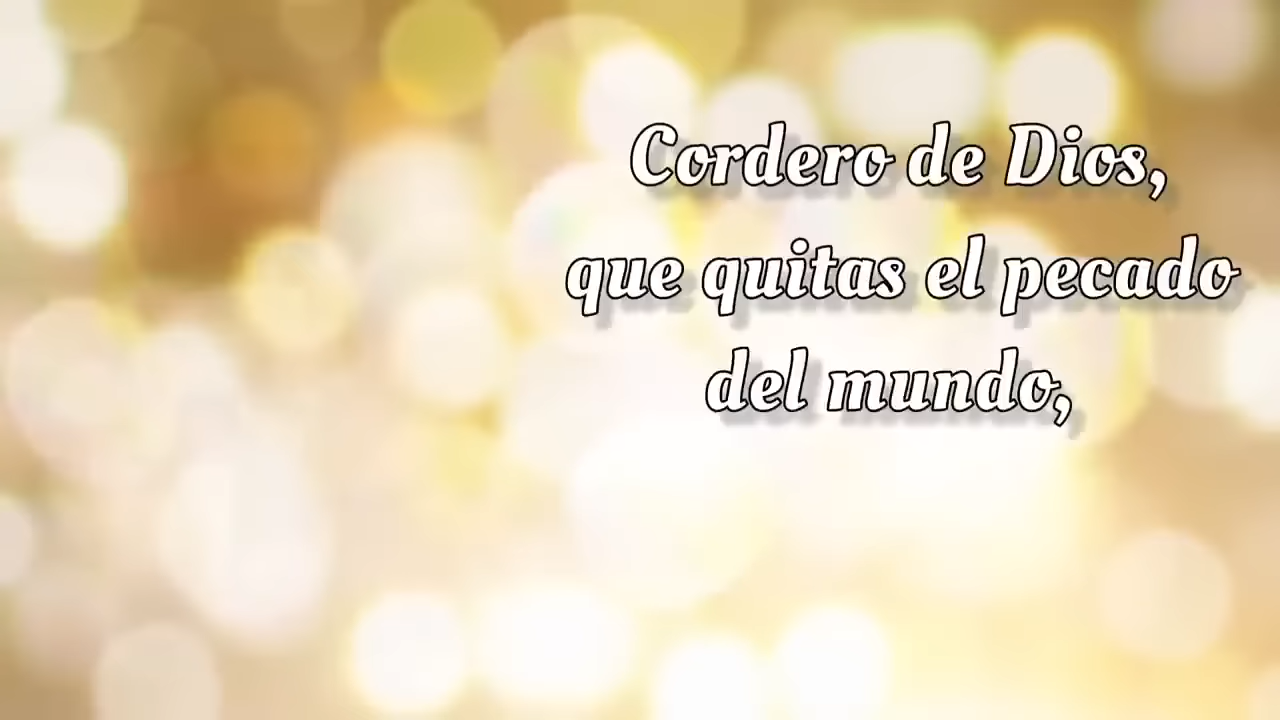 Cordero de Dios,
que quitas el pecado
del mundo,